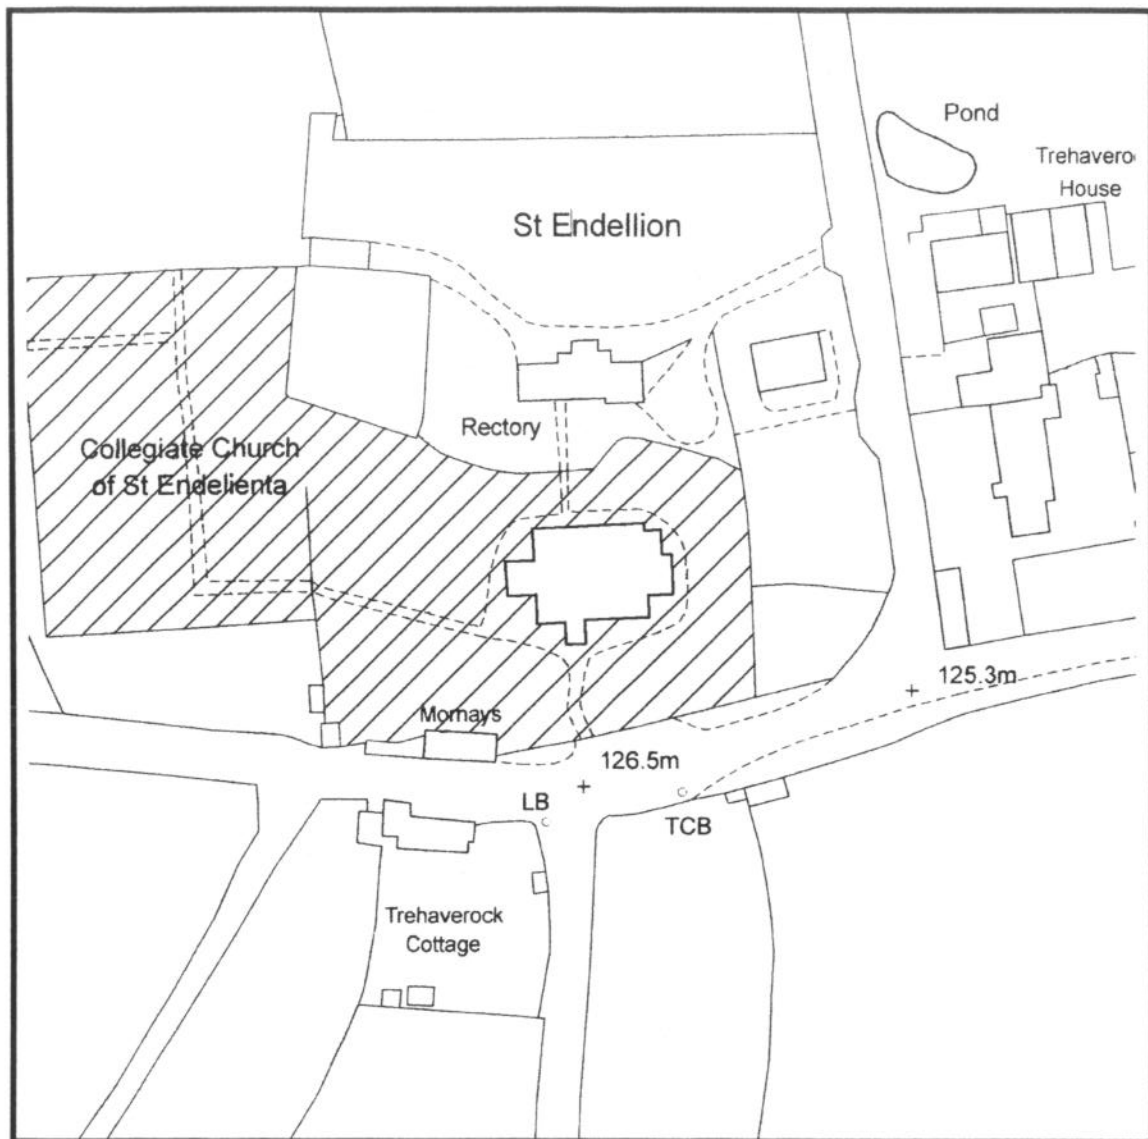 Pond
Trehavero
House
St Endellion
Rectory
Collegiate Church
of St Endelienta
125.3m
Mornays
126.5m
LB
TCB
Trehaverock
Cottage